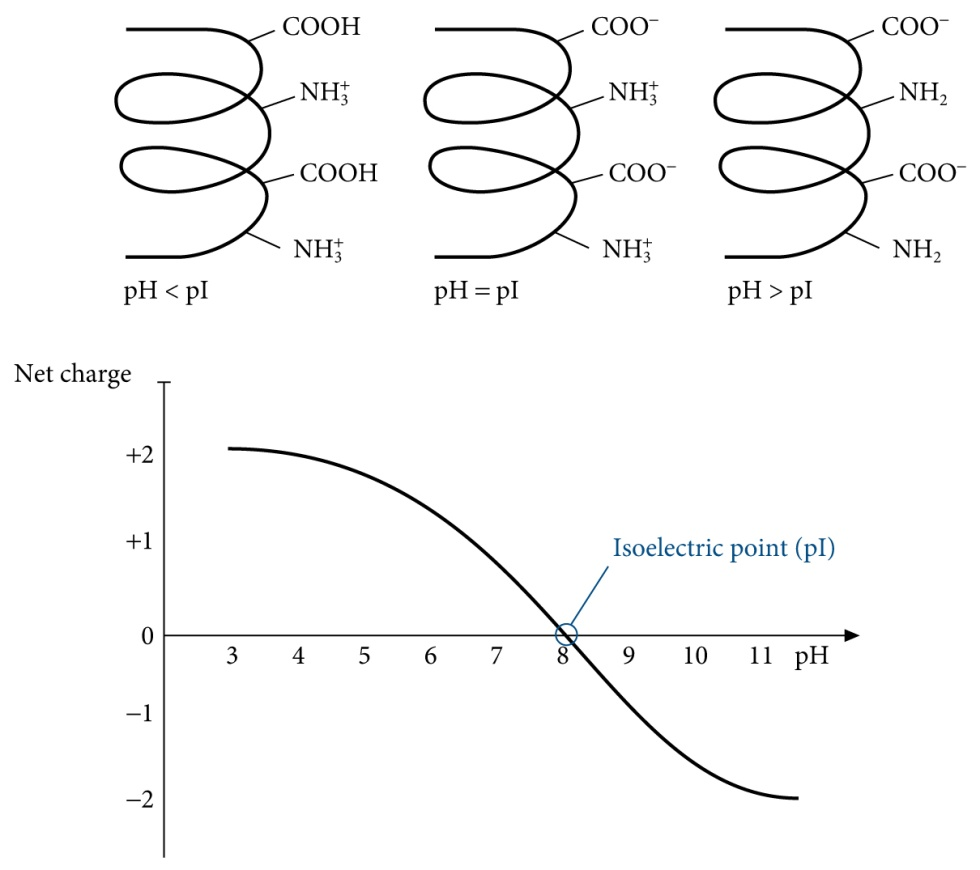 COOH COO⁻ COO⁻
NH₃⁺ NH₃⁺ NH₂
COOH COO⁻ COO⁻
NH₃⁺ NH₃⁺ NH₂
pH < pI pH = pI pH > pI
Net charge
+2
+1
Isoelectric point (pI)
0
3 4 5 6 7 8 9 10 11 pH
−1
−2